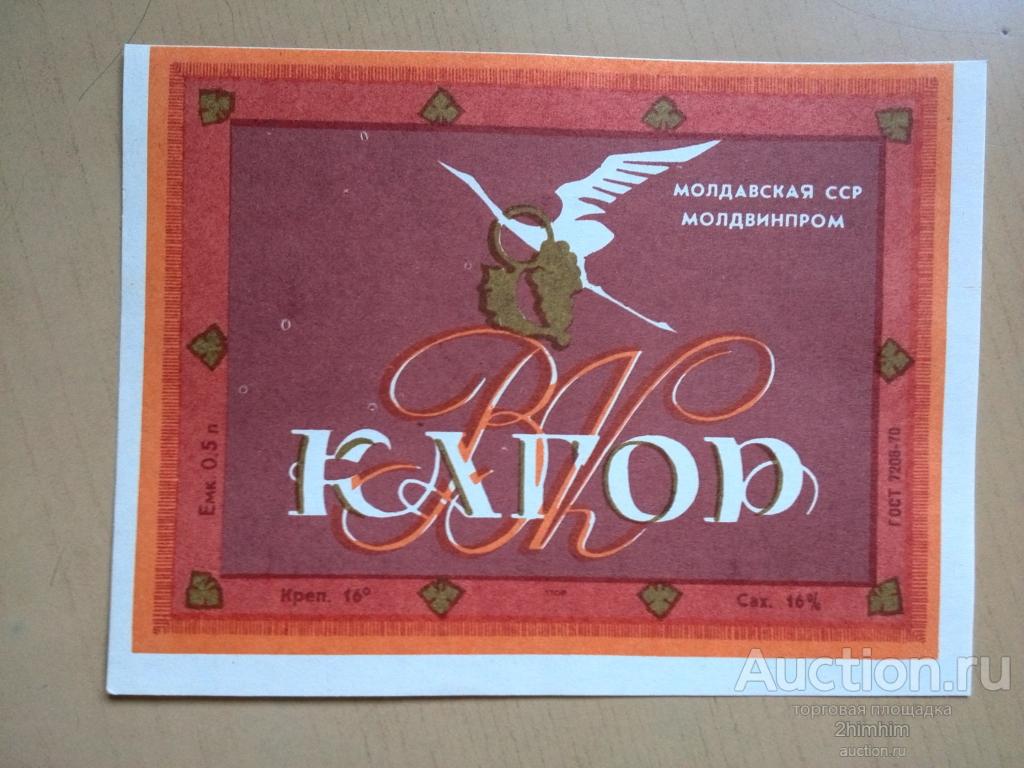 МОЛДАВСКАЯ ССР
МОЛДВИНПРОМ
ВК
КАГОР
Емк. 0,5 л
ГОСТ 7208-70
Креп. 16°
Сах. 16%
Auction.ru
торговая площадка
2himhim
auction.ru